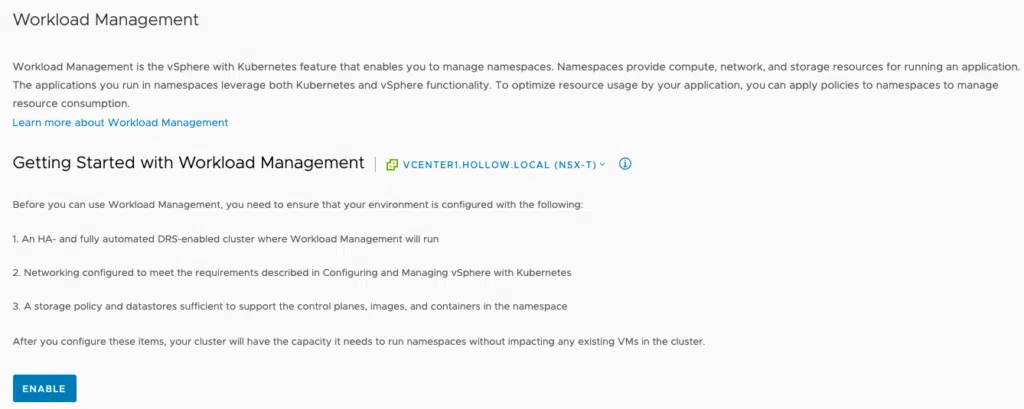 Workload Management
Workload Management is the vSphere with Kubernetes feature that enables you to manage namespaces. Namespaces provide compute, network, and storage resources for running an application.
The applications you run in namespaces leverage both Kubernetes and vSphere functionality. To optimize resource usage by your application, you can apply policies to namespaces to manage
resource consumption.
Learn more about Workload Management
Getting Started with Workload Management | VCENTER1.HOLLOW.LOCAL (NSX-T)
Before you can use Workload Management, you need to ensure that your environment is configured with the following:
1. An HA- and fully automated DRS-enabled cluster where Workload Management will run
2. Networking configured to meet the requirements described in Configuring and Managing vSphere with Kubernetes
3. A storage policy and datastores sufficient to support the control planes, images, and containers in the namespace
After you configure these items, your cluster will have the capacity it needs to run namespaces without impacting any existing VMs in the cluster.
ENABLE